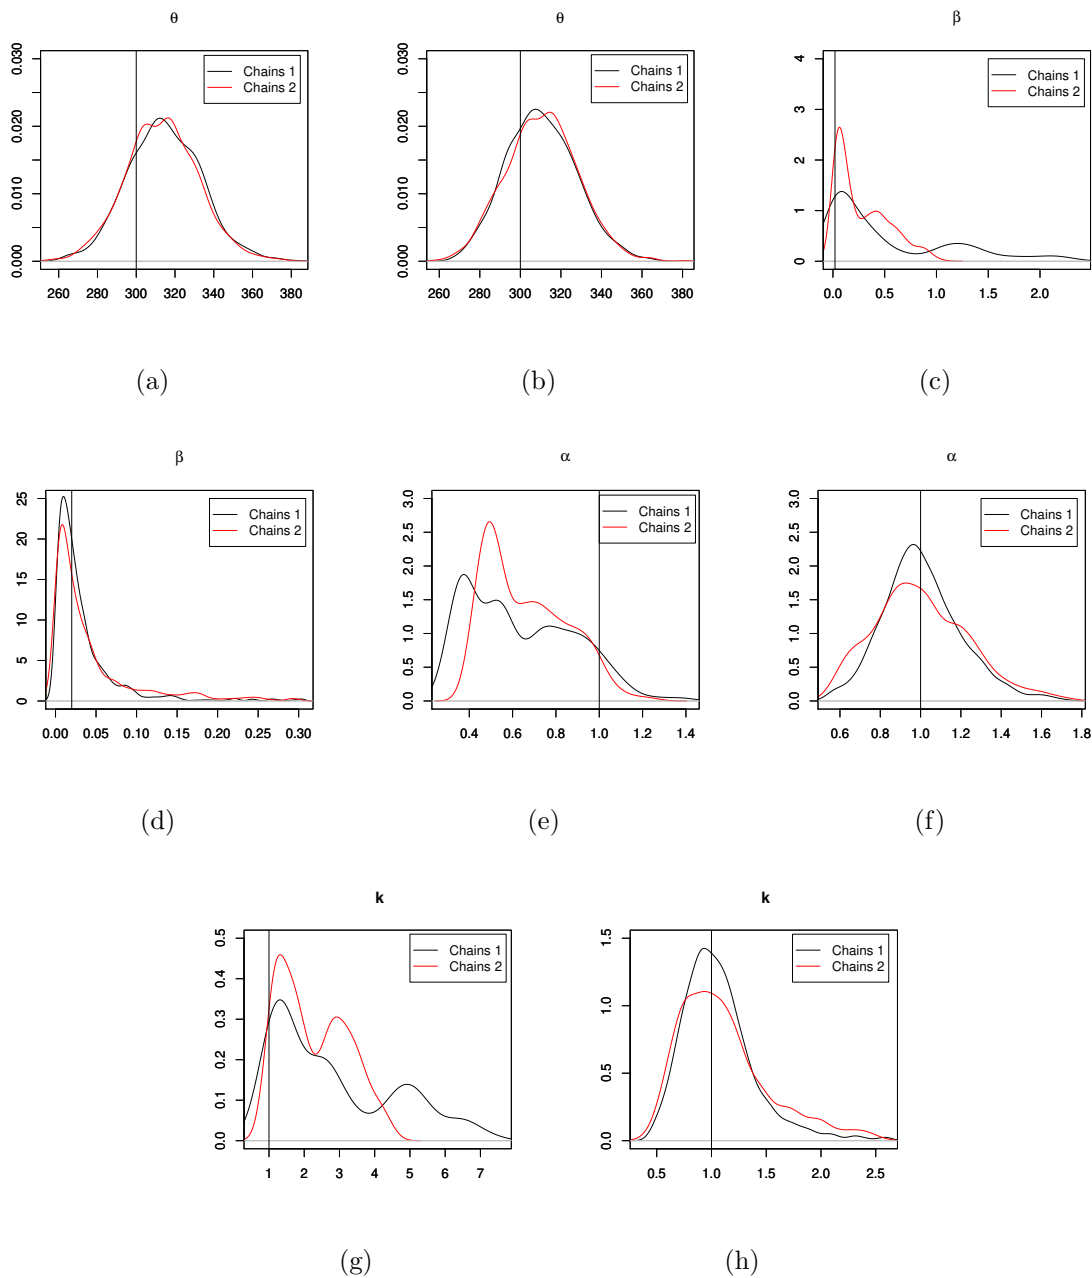 θ
0.000 0.010 0.020 0.030
Chains 1
Chains 2
260 280 300 320 340 360 380
(a)
θ
0.000 0.010 0.020 0.030
Chains 1
Chains 2
260 280 300 320 340 360 380
(b)
β
0 1 2 3 4
Chains 1
Chains 2
0.0 0.5 1.0 1.5 2.0
(c)
β
0 5 10 15 20 25
Chains 1
Chains 2
0.00 0.05 0.10 0.15 0.20 0.25 0.30
(d)
α
0.0 0.5 1.0 1.5 2.0 2.5 3.0
Chains 1
Chains 2
0.4 0.6 0.8 1.0 1.2 1.4
(e)
α
0.0 0.5 1.0 1.5 2.0 2.5 3.0
Chains 1
Chains 2
0.6 0.8 1.0 1.2 1.4 1.6 1.8
(f)
k
0.0 0.1 0.2 0.3 0.4 0.5
Chains 1
Chains 2
1 2 3 4 5 6 7
(g)
k
0.0 0.5 1.0 1.5
Chains 1
Chains 2
0.5 1.0 1.5 2.0 2.5
(h)